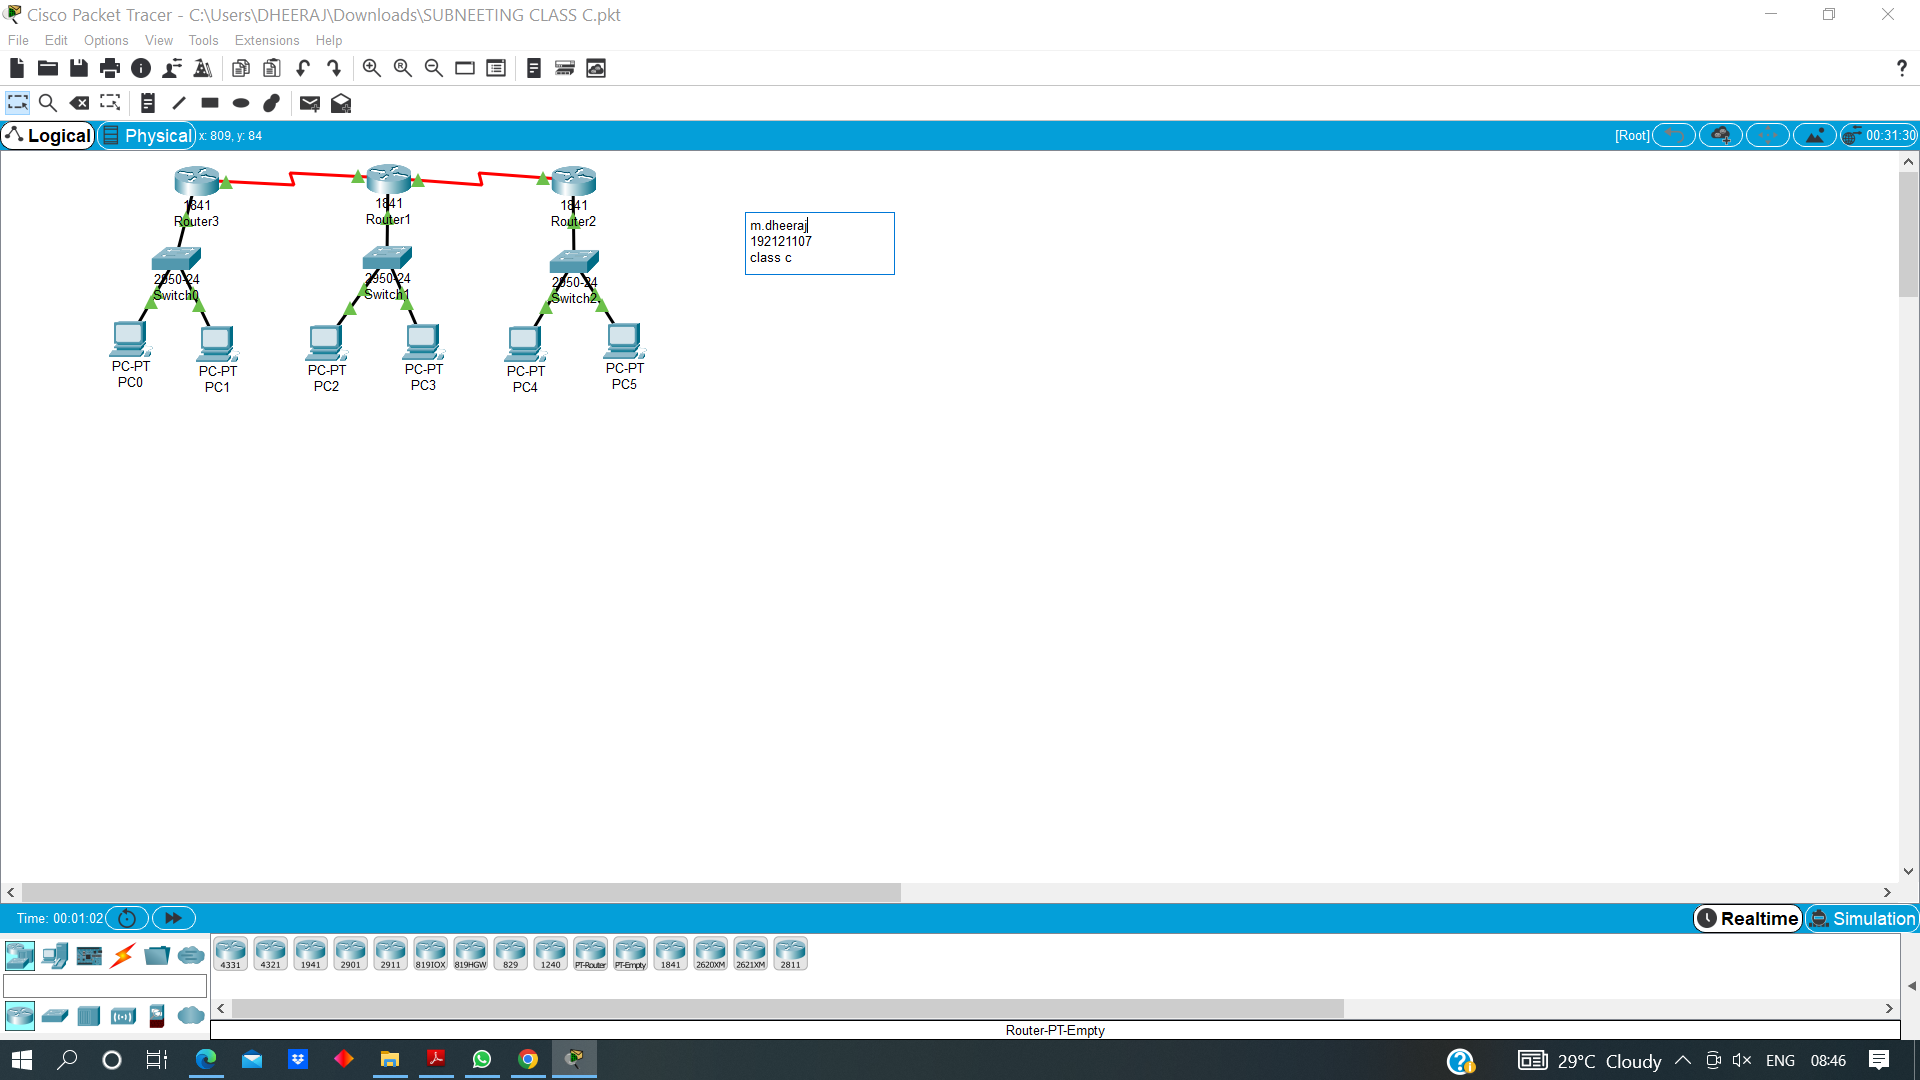 Cisco Packet Tracer - C:\Users\DHEERAJ\Downloads\SUBNEETING CLASS C.pkt
File Edit Options View Tools Extensions Help
?
Logical Physical x: 809, y: 84 [Root] 00:31:30
1841
Router3
1841
Router1
1841
Router2
m.dheeraj
192121107
class c
2950-24
Switch0
2950-24
Switch1
2950-24
Switch2
PC-PT
PC0
PC-PT
PC1
PC-PT
PC2
PC-PT
PC3
PC-PT
PC4
PC-PT
PC5
Time: 00:01:02 Realtime Simulation
4331 4321 1941 2901 2911 819IOX 819HGW 829 1240 PT-Router PT-Empty 1841 2620XM 2621XM 2811
Router-PT-Empty
29°C Cloudy ENG 08:46